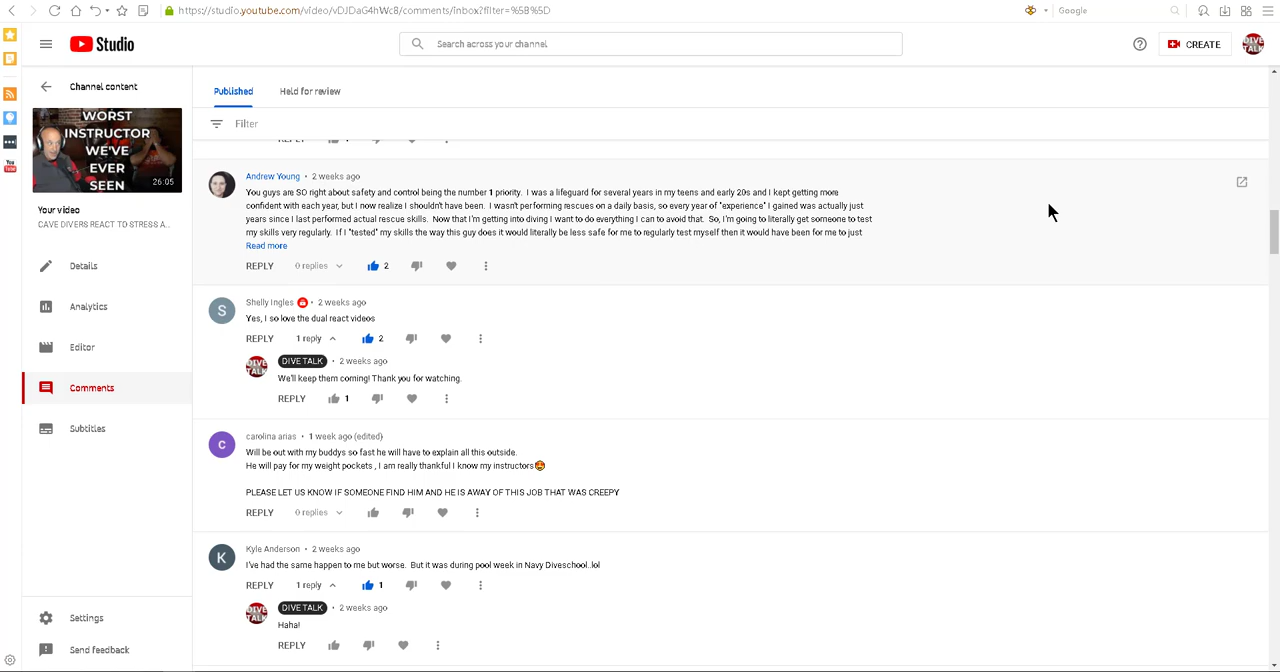 https://studio.youtube.com/video/vDJDaG4hWc8/comments/inbox?filter=%5B%5D
Google
Studio
Search across your channel
CREATE
DIVE TALK
Channel content
WORST
INSTRUCTOR
WE'VE
EVER
SEEN
26:05
Your video
CAVE DIVERS REACT TO STRESS A...
Details
Analytics
Editor
Comments
Subtitles
Settings
Send feedback
Published
Held for review
Filter
REPLY
Andrew Young • 2 weeks ago
You guys are SO right about safety and control being the number 1 priority. I was a lifeguard for several years in my teens and early 20s and I kept getting more
confident with each year, but I now realize I shouldn't have been. I wasn't performing rescues on a daily basis, so every year of "experience" I gained was actually just
years since I last performed actual rescue skills. Now that I'm getting into diving I want to do everything I can to avoid that. So, I'm going to literally get someone to test
my skills very regularly. If I "tested" my skills the way this guy does it would literally be less safe for me to regularly test myself then it would have been for me to just
Read more
REPLY 0 replies 2
S
Shelly Ingles • 2 weeks ago
Yes, I so love the dual react videos
REPLY 1 reply 2
DIVE TALK
DIVE TALK • 2 weeks ago
We'll keep them coming! Thank you for watching.
REPLY 1
C
carolina arias • 1 week ago (edited)
Will be out with my buddys so fast he will have to explain all this outside.
He will pay for my weight pockets , I am really thankful I know my instructors🤩
PLEASE LET US KNOW IF SOMEONE FIND HIM AND HE IS AWAY OF THIS JOB THAT WAS CREEPY
REPLY 0 replies
K
Kyle Anderson • 2 weeks ago
I've had the same happen to me but worse. But it was during pool week in Navy Diveschool..lol
REPLY 1 reply 1
DIVE TALK
DIVE TALK • 2 weeks ago
Haha!
REPLY